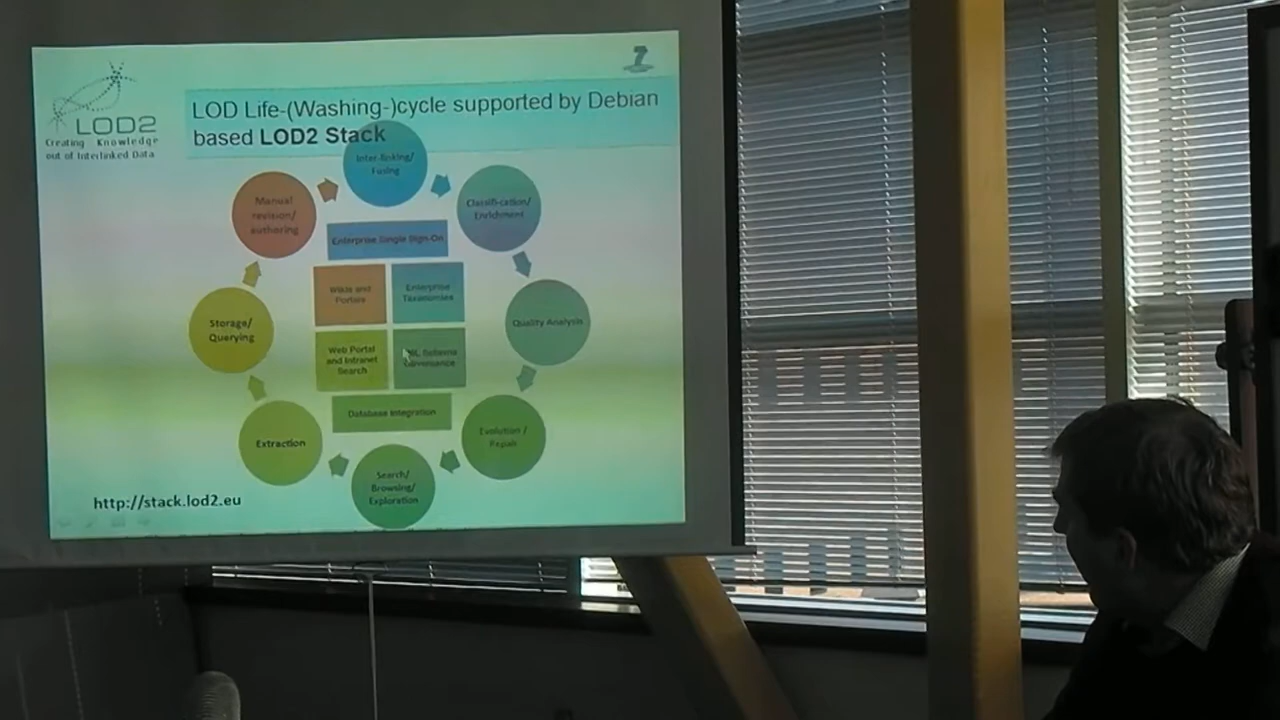 LOD2
Creating Knowledge
out of Interlinked Data
LOD Life-(Washing-)cycle supported by Debian
based LOD2 Stack
Inter-linking/
Fusing
Classifi-cation/
Enrichment
Quality Analysis
Evolution /
Repair
Search/
Browsing/
Exploration
Extraction
Storage/
Querying
Manual
revision/
authoring
Enterprise Single Sign-On
Wikis and
Portals
Enterprise
Taxonomies
Web Portal
and Intranet
Search
Schema
Governance
Database Integration
http://stack.lod2.eu